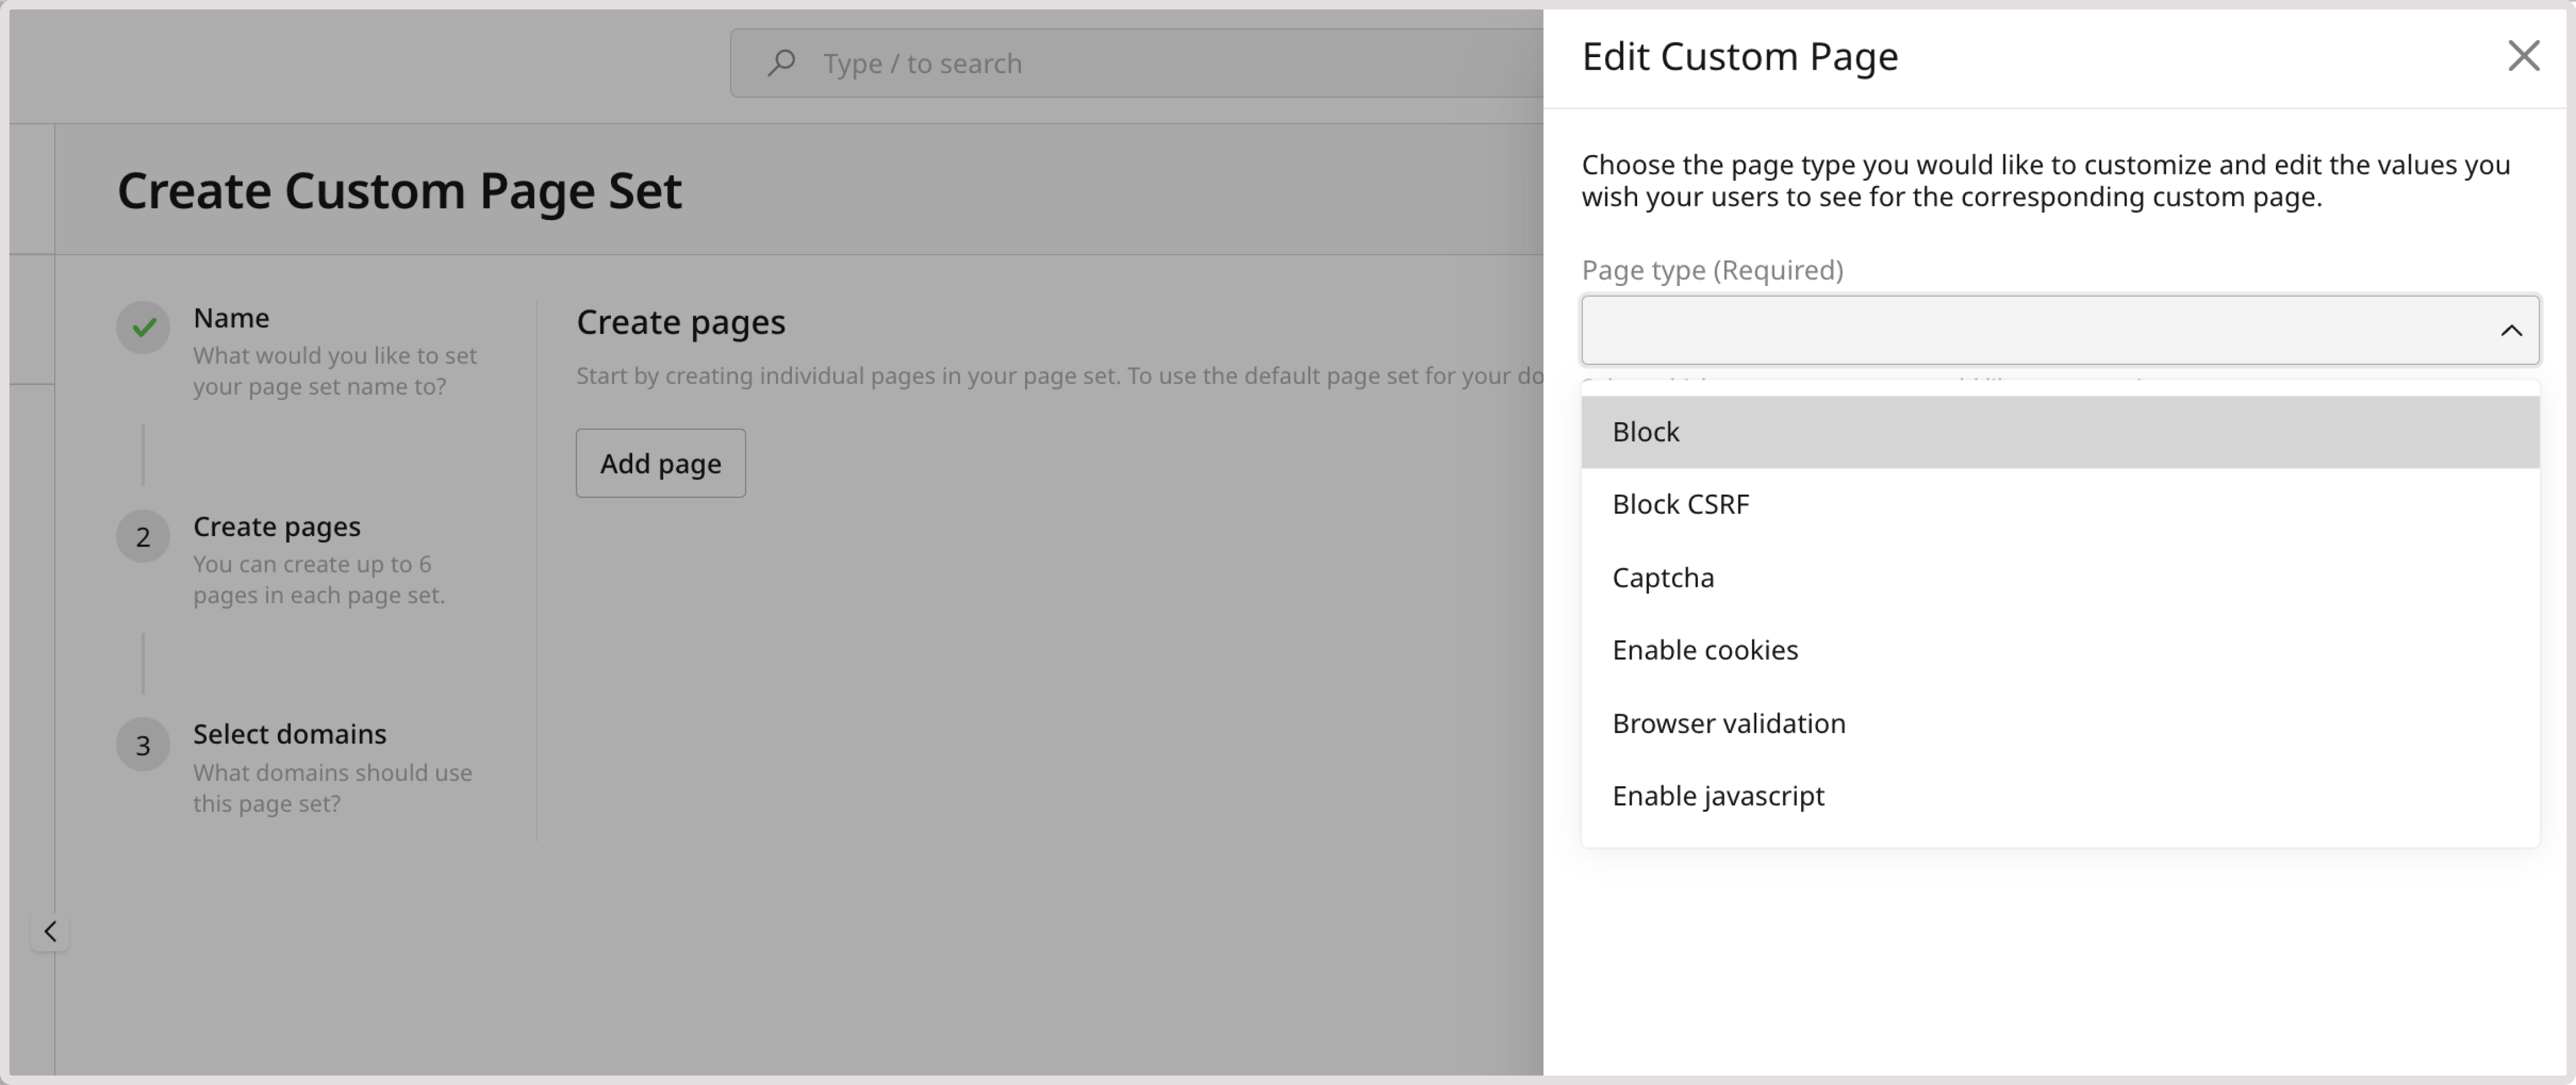 Type / to search
Create Custom Page Set
Name
What would you like to set
your page set name to?
2
Create pages
You can create up to 6
pages in each page set.
3
Select domains
What domains should use
this page set?
Create pages
Start by creating individual pages in your page set. To use the default page set for your do
Add page
Edit Custom Page
Choose the page type you would like to customize and edit the values you
wish your users to see for the corresponding custom page.
Page type (Required)
Block
Block CSRF
Captcha
Enable cookies
Browser validation
Enable javascript